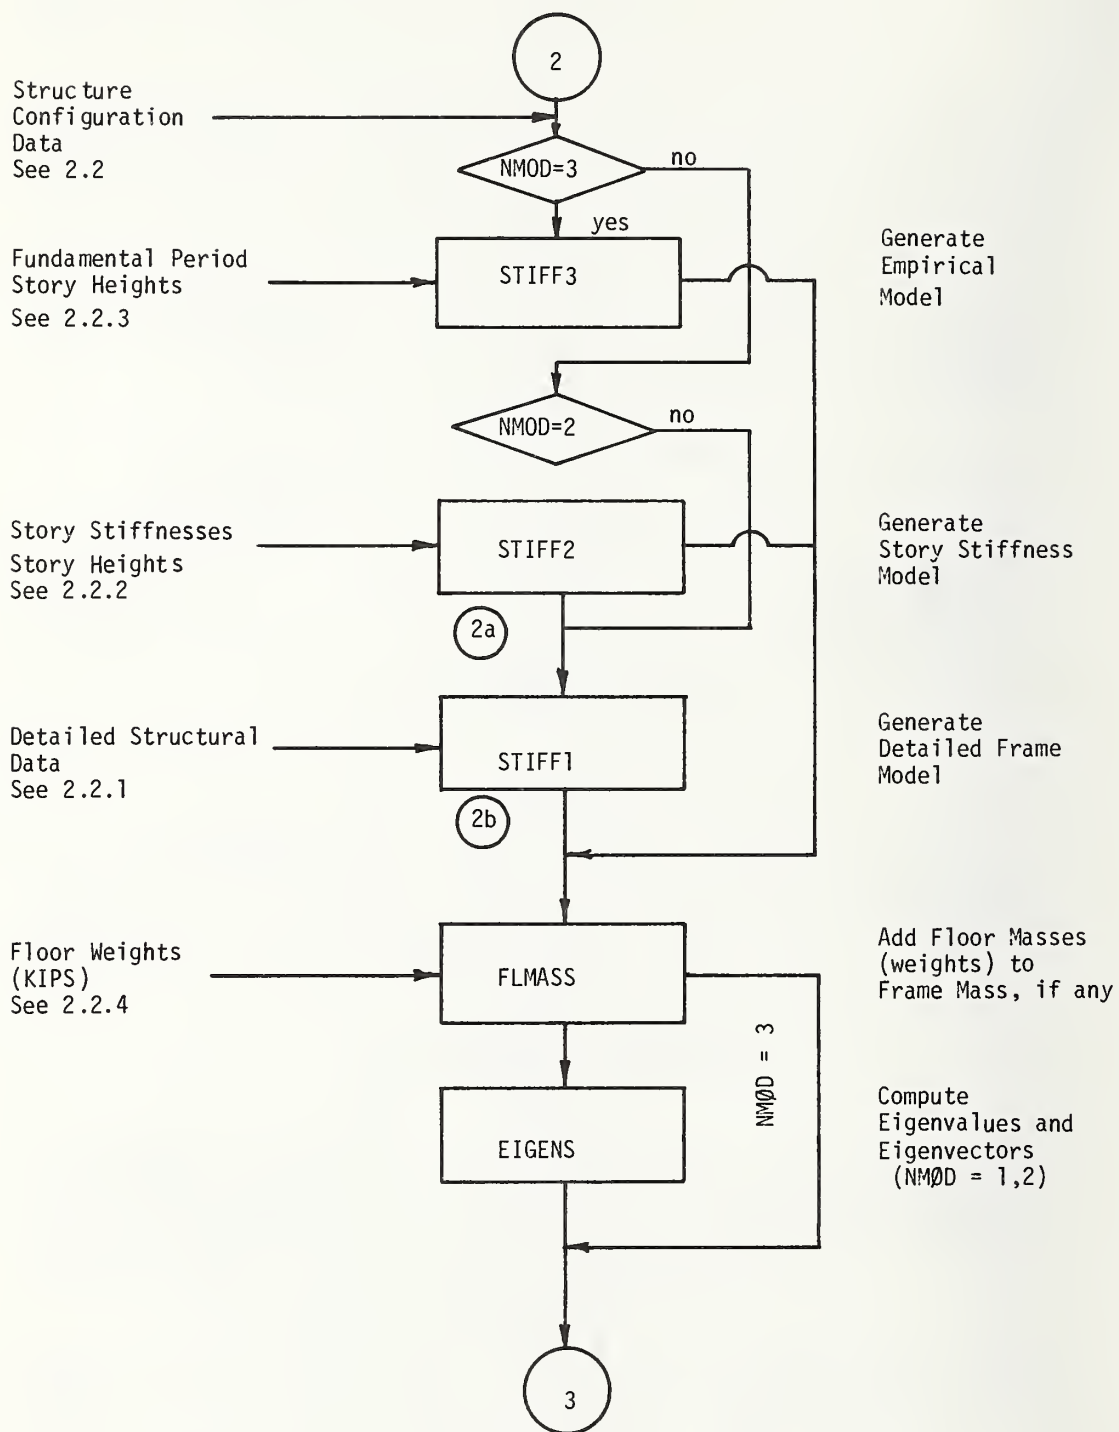 2
Structure
Configuration
Data
See 2.2
NMOD=3
no
yes
Fundamental Period
Story Heights
See 2.2.3
STIFF3
Generate
Empirical
Model
NMOD=2
no
Story Stiffnesses
Story Heights
See 2.2.2
STIFF2
Generate
Story Stiffness
Model
2a
Detailed Structural
Data
See 2.2.1
STIFF1
Generate
Detailed Frame
Model
2b
Floor Weights
(KIPS)
See 2.2.4
FLMASS
Add Floor Masses
(weights) to
Frame Mass, if any
NMØD = 3
EIGENS
Compute
Eigenvalues and
Eigenvectors
(NMØD = 1,2)
3